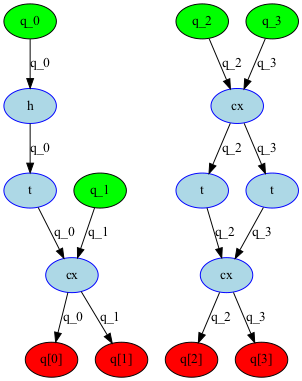 q_0 q_2 q_3
q_0 q_2 q_3
h cx
q_0 q_2 q_3
t q_1 t t
q_0 q_1 q_2 q_3
cx cx
q_0 q_1 q_2 q_3
q[0] q[1] q[2] q[3]